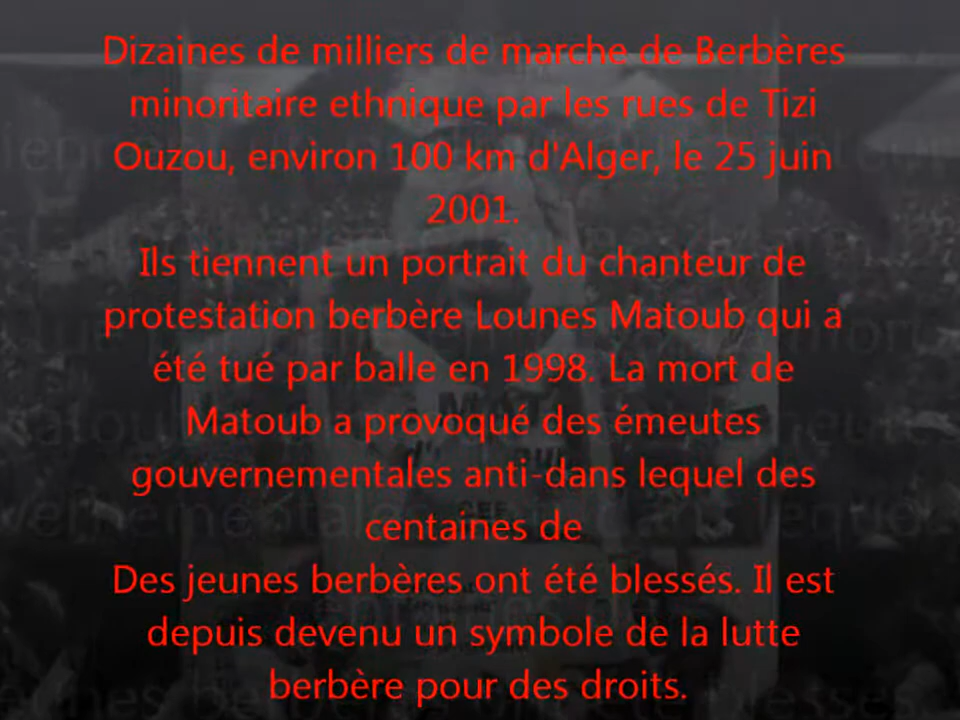 Dizaines de milliers de marche de Berbères
minoritaire ethnique par les rues de Tizi
Ouzou, environ 100 km d'Alger, le 25 juin
2001.
Ils tiennent un portrait du chanteur de
protestation berbère Lounes Matoub qui a
été tué par balle en 1998. La mort de
Matoub a provoqué des émeutes
gouvernementales anti-dans lequel des
centaines de
Des jeunes berbères ont été blessés. Il est
depuis devenu un symbole de la lutte
berbère pour des droits.